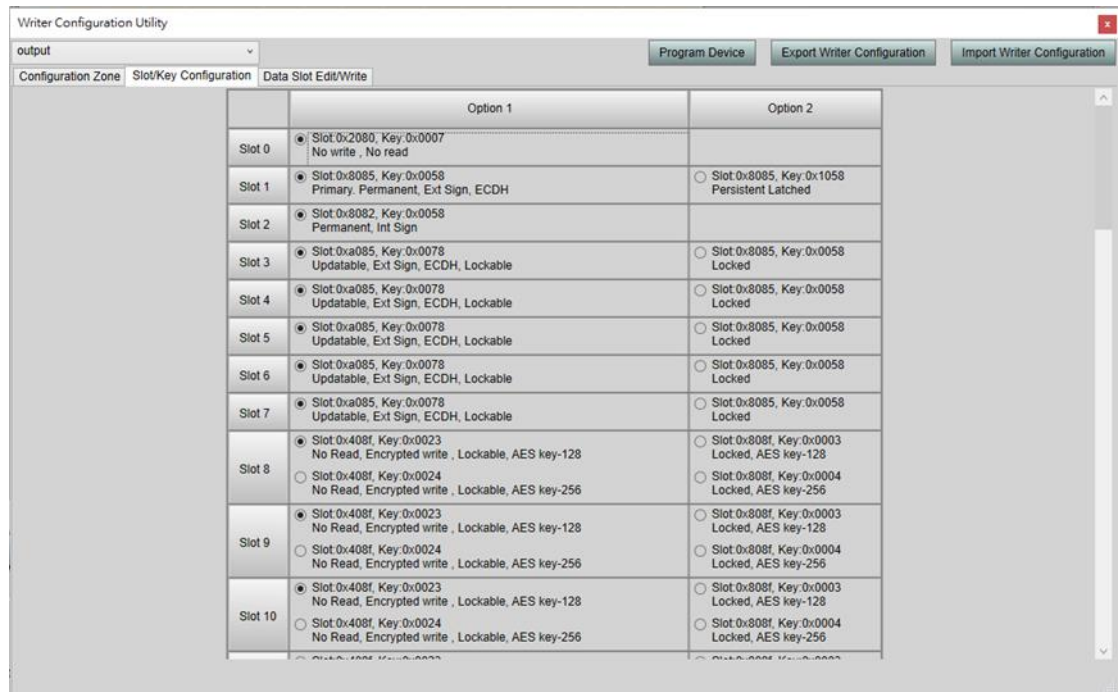 Writer Configuration Utility
x
output
Program Device
Export Writer Configuration
Import Writer Configuration
Configuration Zone
Slot/Key Configuration
Data Slot Edit/Write
Option 1
Option 2
Slot 0
Slot:0x2080, Key:0x0007
No write , No read
Slot 1
Slot:0x8085, Key:0x0058
Primary. Permanent, Ext Sign, ECDH
Slot:0x8085, Key:0x1058
Persistent Latched
Slot 2
Slot:0x8082, Key:0x0058
Permanent, Int Sign
Slot 3
Slot:0xa085, Key:0x0078
Updatable, Ext Sign, ECDH, Lockable
Slot:0x8085, Key:0x0058
Locked
Slot 4
Slot:0xa085, Key:0x0078
Updatable, Ext Sign, ECDH, Lockable
Slot:0x8085, Key:0x0058
Locked
Slot 5
Slot:0xa085, Key:0x0078
Updatable, Ext Sign, ECDH, Lockable
Slot:0x8085, Key:0x0058
Locked
Slot 6
Slot:0xa085, Key:0x0078
Updatable, Ext Sign, ECDH, Lockable
Slot:0x8085, Key:0x0058
Locked
Slot 7
Slot:0xa085, Key:0x0078
Updatable, Ext Sign, ECDH, Lockable
Slot:0x8085, Key:0x0058
Locked
Slot 8
Slot:0x408f, Key:0x0023
No Read, Encrypted write , Lockable, AES key-128
Slot:0x408f, Key:0x0024
No Read, Encrypted write , Lockable, AES key-256
Slot:0x808f, Key:0x0003
Locked, AES key-128
Slot:0x808f, Key:0x0004
Locked, AES key-256
Slot 9
Slot:0x408f, Key:0x0023
No Read, Encrypted write , Lockable, AES key-128
Slot:0x408f, Key:0x0024
No Read, Encrypted write , Lockable, AES key-256
Slot:0x808f, Key:0x0003
Locked, AES key-128
Slot:0x808f, Key:0x0004
Locked, AES key-256
Slot 10
Slot:0x408f, Key:0x0023
No Read, Encrypted write , Lockable, AES key-128
Slot:0x408f, Key:0x0024
No Read, Encrypted write , Lockable, AES key-256
Slot:0x808f, Key:0x0003
Locked, AES key-128
Slot:0x808f, Key:0x0004
Locked, AES key-256